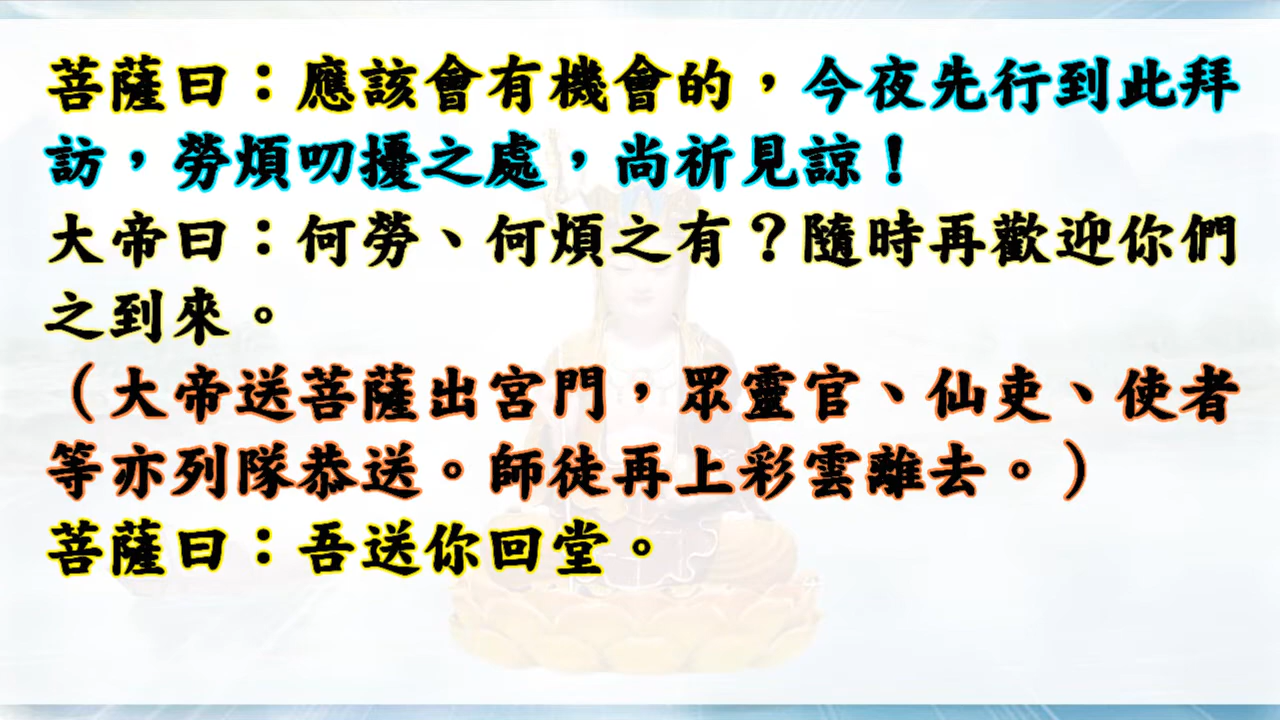 菩薩曰：應該會有機會的，今夜先行到此拜
訪，勞煩叨擾之處，尚祈見諒！
大帝曰：何勞、何煩之有？隨時再歡迎你們
之到來。
（大帝送菩薩出宮門，眾靈官、仙吏、使者
等亦列隊恭送。師徒再上彩雲離去。）
菩薩曰：吾送你回堂。